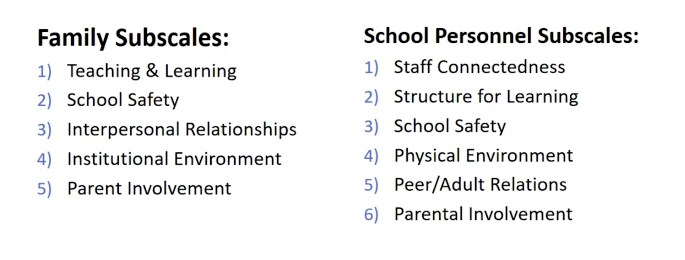 Family Subscales:
1) Teaching & Learning
2) School Safety
3) Interpersonal Relationships
4) Institutional Environment
5) Parent Involvement
School Personnel Subscales:
1) Staff Connectedness
2) Structure for Learning
3) School Safety
4) Physical Environment
5) Peer/Adult Relations
6) Parental Involvement